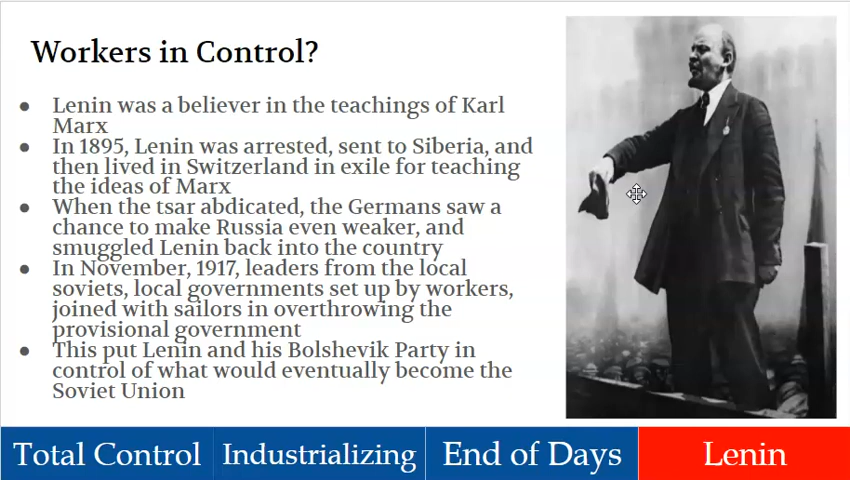 Workers in Control?
● Lenin was a believer in the teachings of Karl
Marx
● In 1895, Lenin was arrested, sent to Siberia, and
then lived in Switzerland in exile for teaching
the ideas of Marx
● When the tsar abdicated, the Germans saw a
chance to make Russia even weaker, and
smuggled Lenin back into the country
● In November, 1917, leaders from the local
soviets, local governments set up by workers,
joined with sailors in overthrowing the
provisional government
● This put Lenin and his Bolshevik Party in
control of what would eventually become the
Soviet Union
Total Control Industrializing End of Days Lenin